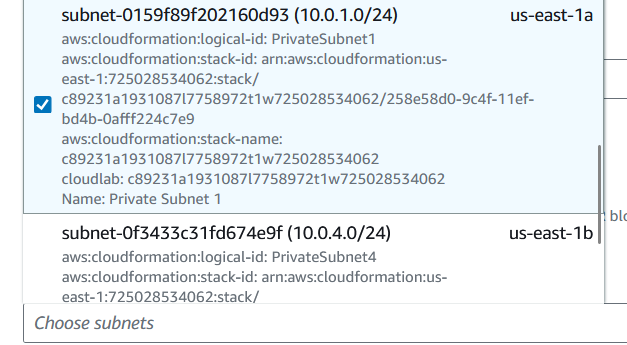 subnet-0159f89f202160d93 (10.0.1.0/24) us-east-1a
aws:cloudformation:logical-id: PrivateSubnet1
aws:cloudformation:stack-id: arn:aws:cloudformation:us-
east-1:725028534062:stack/
c89231a1931087l7758972t1w725028534062/258e58d0-9c4f-11ef-
bd4b-0afff224c7e9
aws:cloudformation:stack-name:
c89231a1931087l7758972t1w725028534062
cloudlab: c89231a1931087l7758972t1w725028534062
Name: Private Subnet 1
subnet-0f3433c31fd674e9f (10.0.4.0/24) us-east-1b
aws:cloudformation:logical-id: PrivateSubnet4
aws:cloudformation:stack-id: arn:aws:cloudformation:us-
east-1:725028534062:stack/
Choose subnets